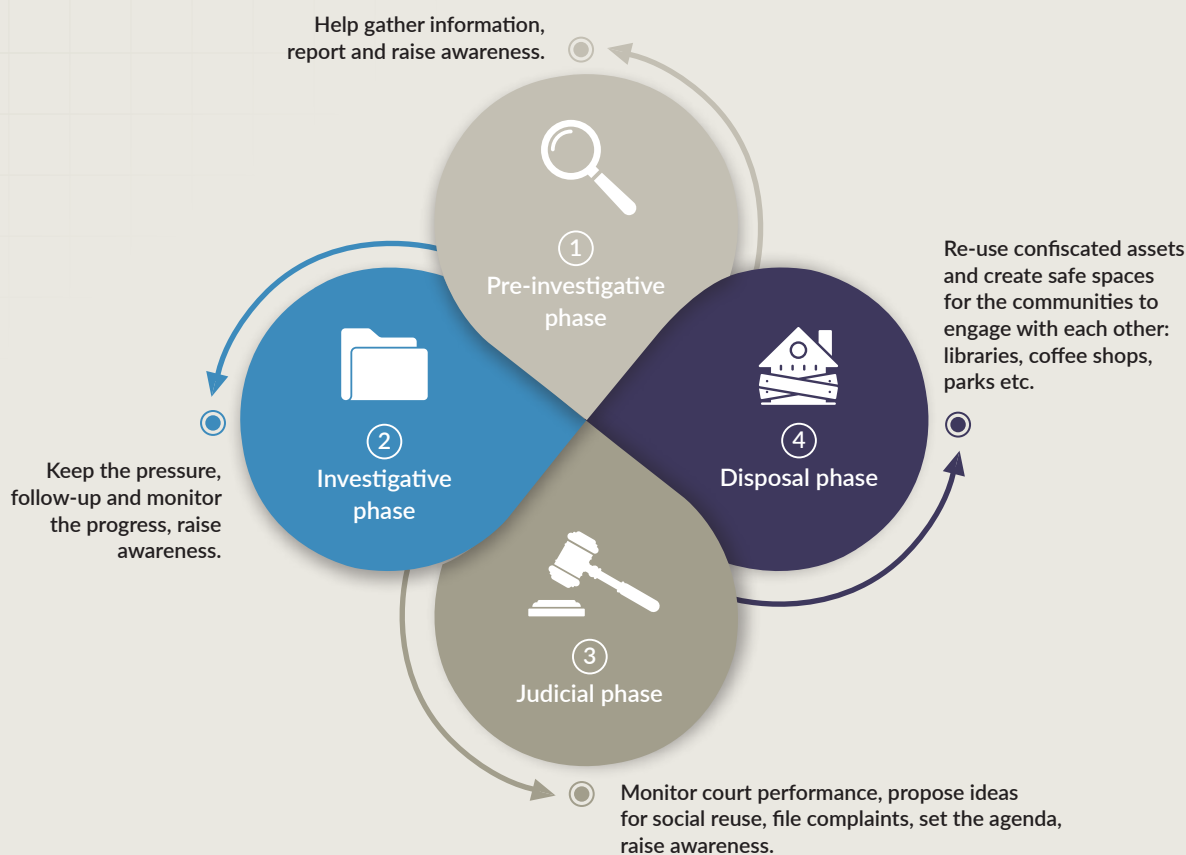 Help gather information,
report and raise awareness.
1
Pre-investigative
phase
2
Investigative
phase
Keep the pressure,
follow-up and monitor
the progress, raise
awareness.
3
Judicial phase
Monitor court performance, propose ideas
for social reuse, file complaints, set the agenda,
raise awareness.
4
Disposal phase
Re-use confiscated assets
and create safe spaces
for the communities to
engage with each other:
libraries, coffee shops,
parks etc.